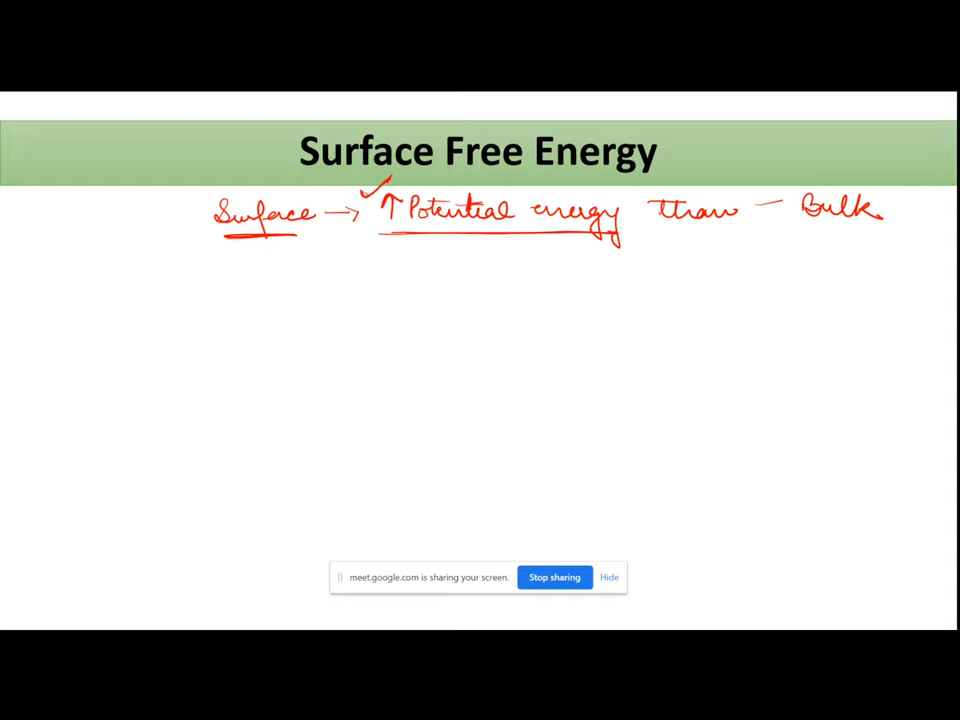 Surface Free Energy
Surface → ↑ Potential energy than - Bulk.
meet.google.com is sharing your screen. Stop sharing Hide